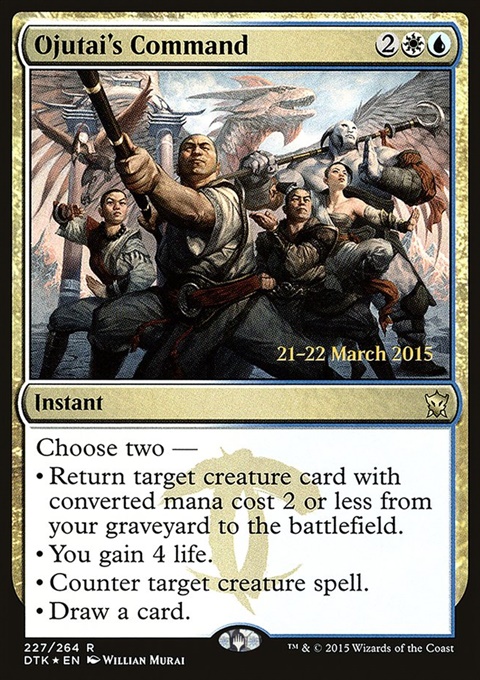 Ojutai's Command 2
21–22 March 2015
Instant
Choose two —
• Return target creature card with
converted mana cost 2 or less from
your graveyard to the battlefield.
• You gain 4 life.
• Counter target creature spell.
• Draw a card.
227/264 R
DTK ★ EN Willian Murai
™ & © 2015 Wizards of the Coast